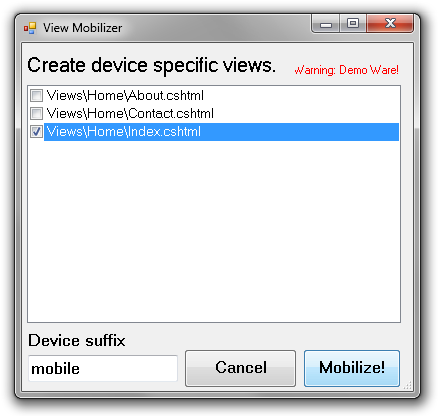 View Mobilizer
Create device specific views.
Warning: Demo Ware!
Views\Home\About.cshtml
Views\Home\Contact.cshtml
Views\Home\Index.cshtml
Device suffix
mobile
Cancel
Mobilize!